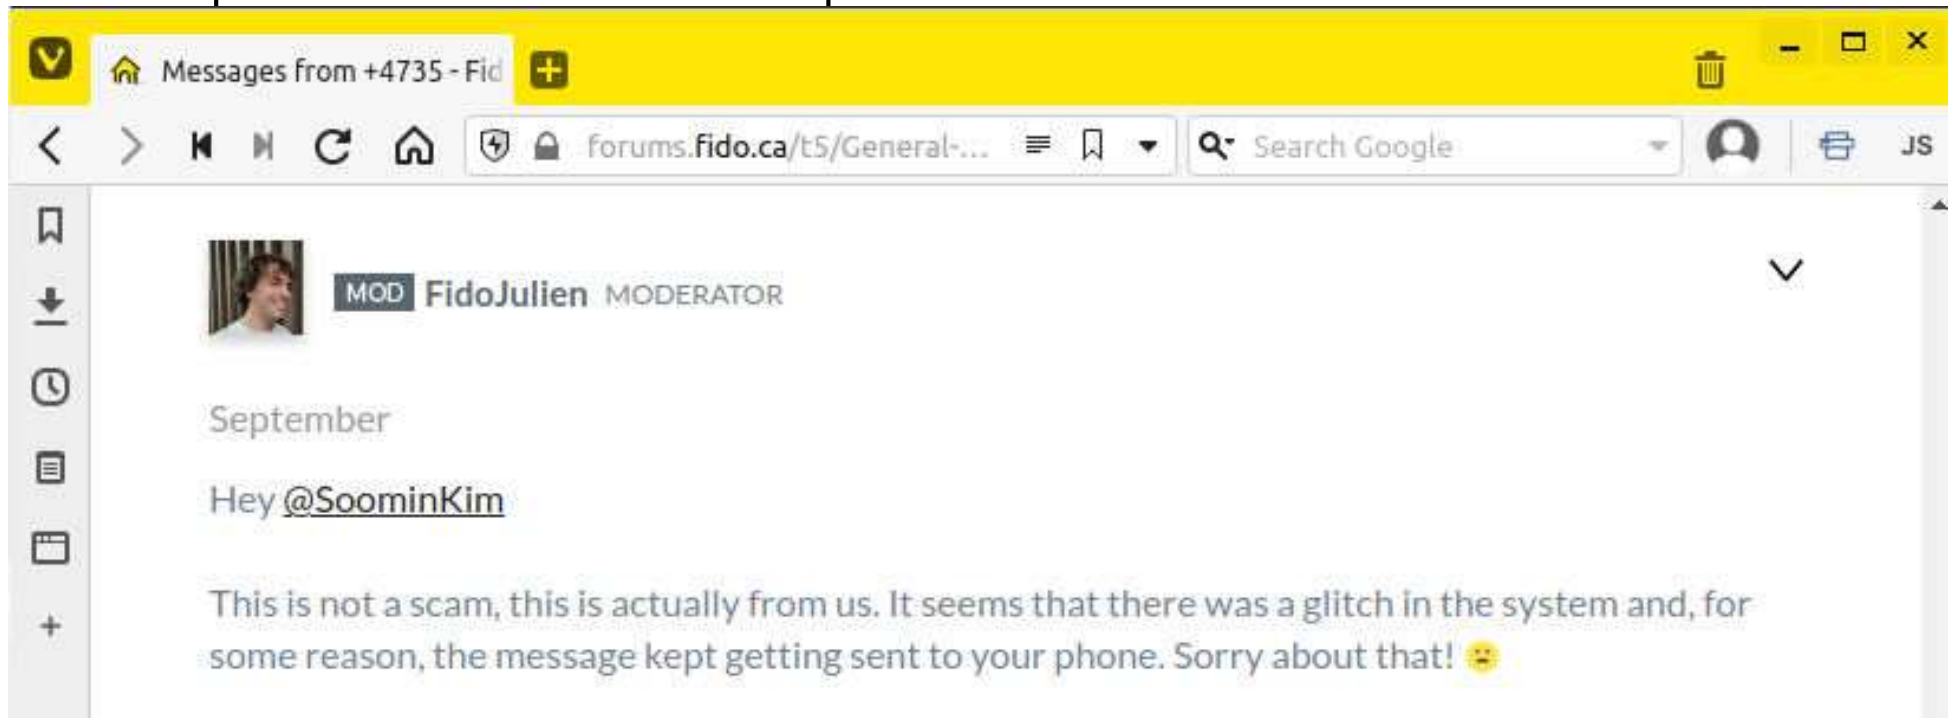 Messages from +4735 - Fid
forums.fido.ca/t5/General-...
Search Google
JS
MOD FidoJulien MODERATOR
September
Hey @SoominKim
This is not a scam, this is actually from us. It seems that there was a glitch in the system and, for
some reason, the message kept getting sent to your phone. Sorry about that!